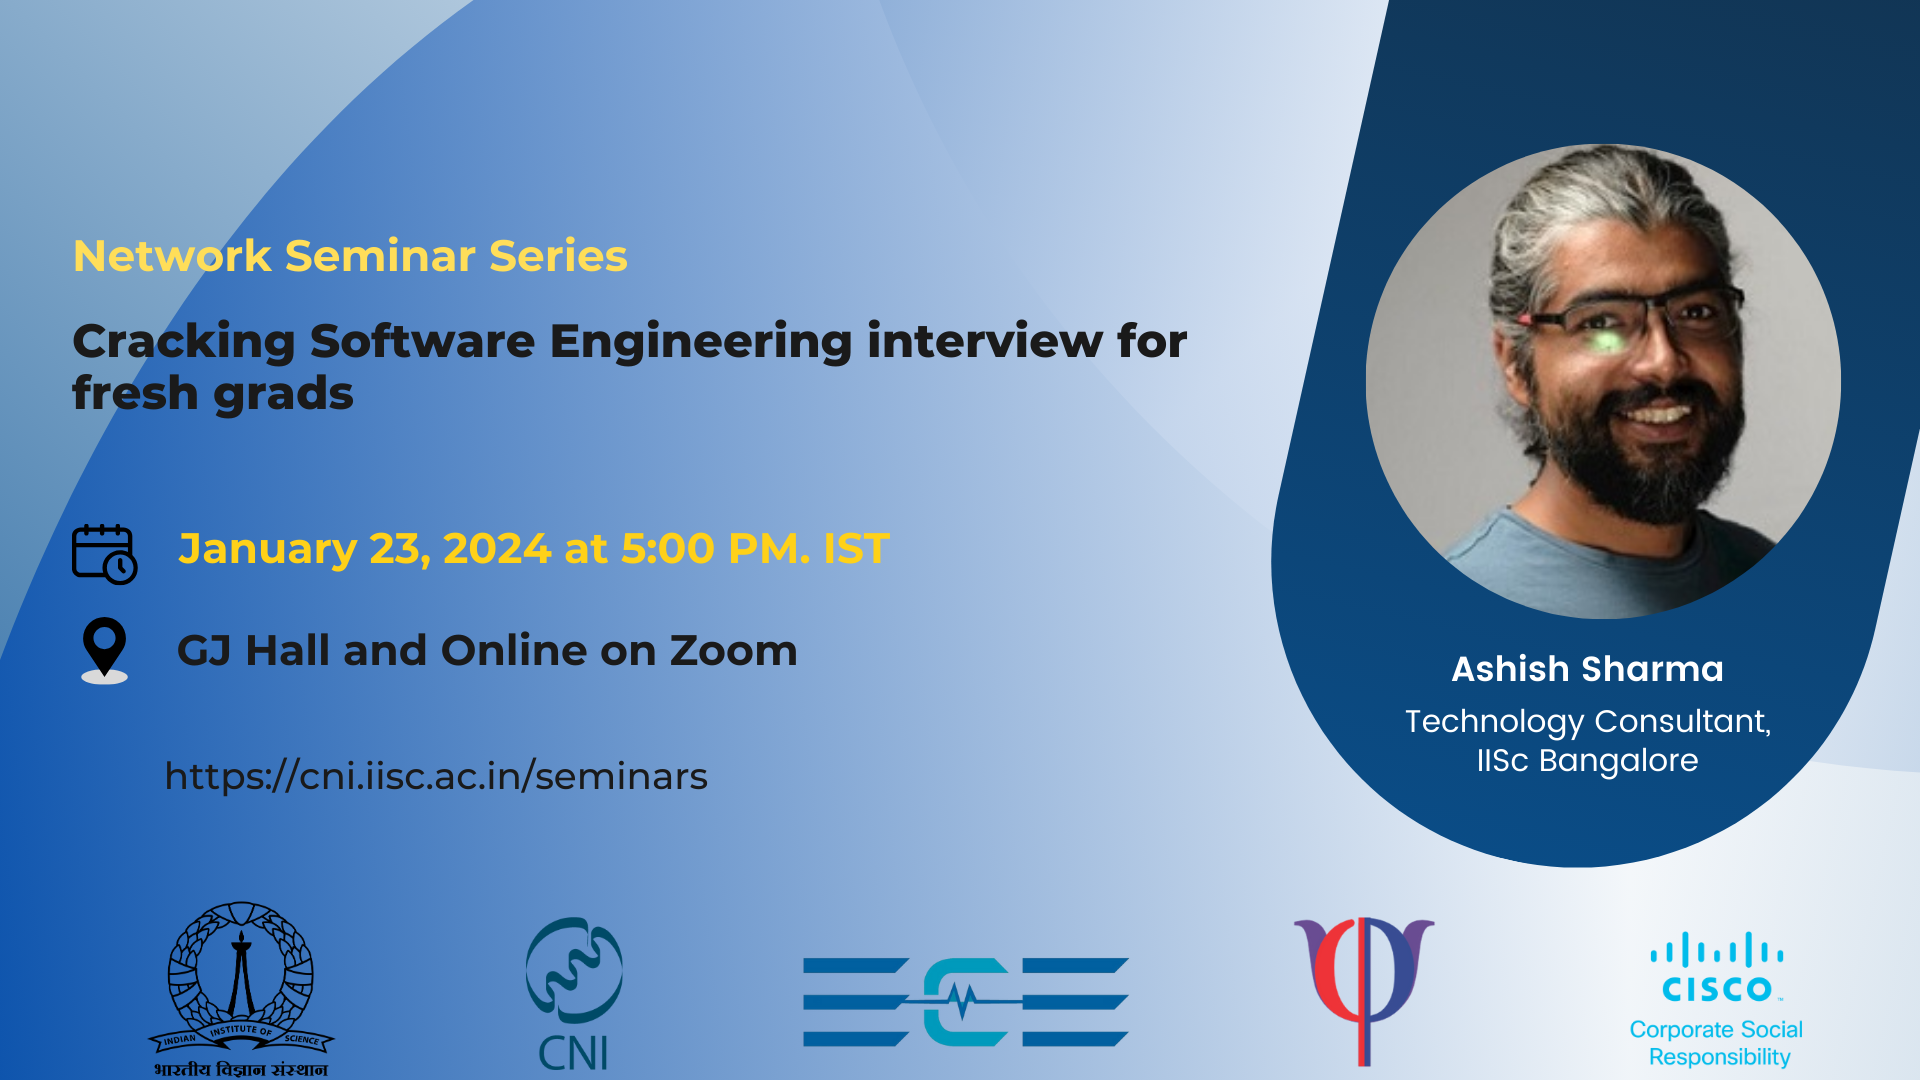 Network Seminar Series
Cracking Software Engineering interview for
fresh grads
January 23, 2024 at 5:00 PM. IST
GJ Hall and Online on Zoom
https://cni.iisc.ac.in/seminars
Ashish Sharma
Technology Consultant,
IISc Bangalore
INDIAN INSTITUTE OF SCIENCE
भारतीय विज्ञान संस्थान
CNI
ECE
CISCO
Corporate Social
Responsibility